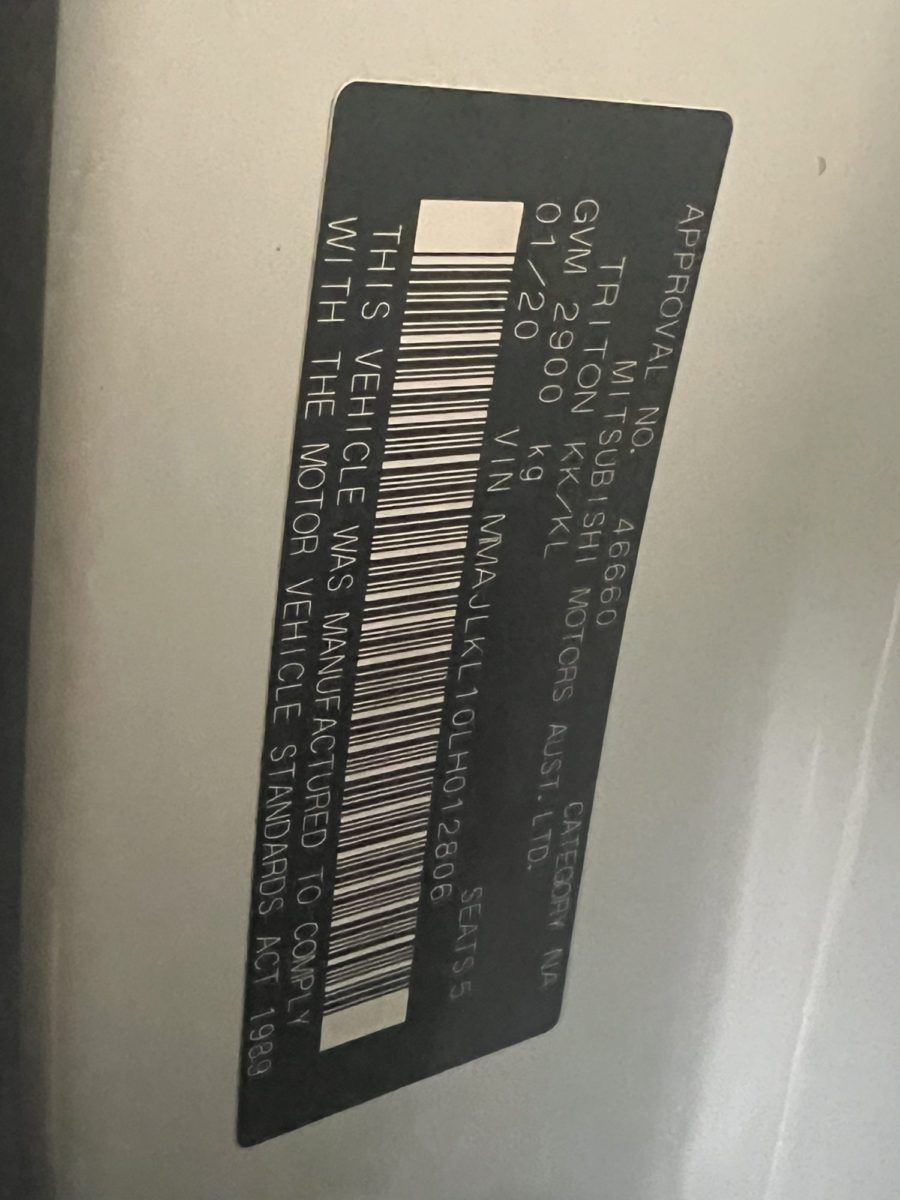 APPROVAL NO. 46660 CATEGORY NA
MITSUBISHI MOTORS AUST. LTD.
TRITON KK/KL
GVM 2900 kg SEATS 5
01/20 VIN MMAJLKL10LH012806
THIS VEHICLE WAS MANUFACTURED TO COMPLY
WITH THE MOTOR VEHICLE STANDARDS ACT 1989